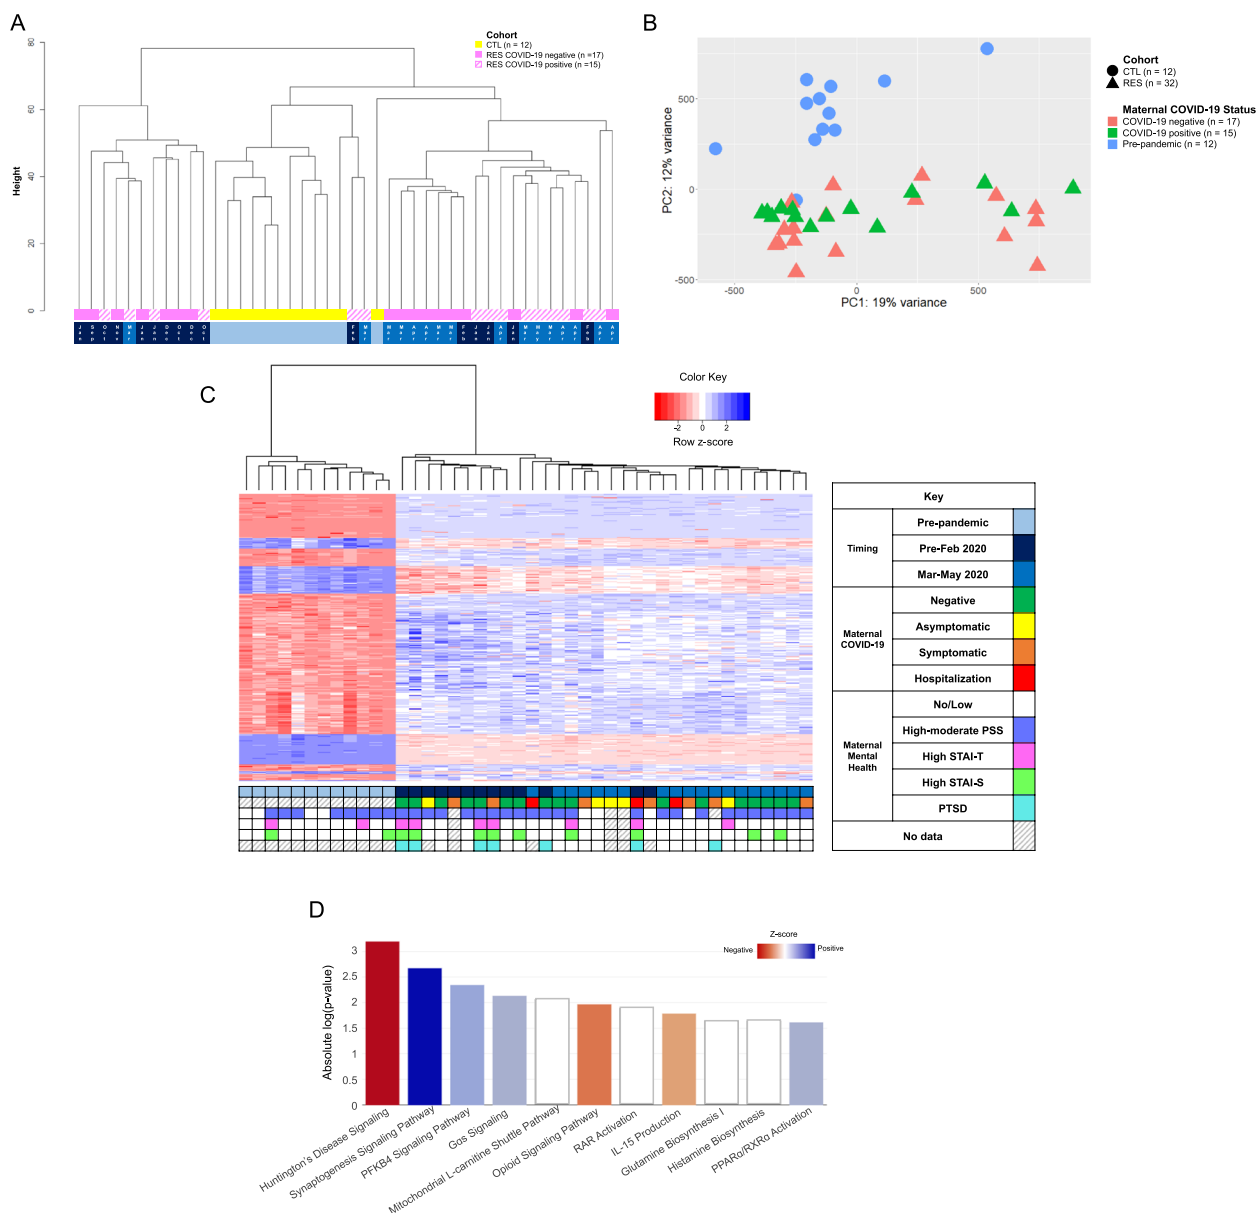 A
Cohort
CTL (n = 12)
RES COVID-19 negative (n =17)
RES COVID-19 positive (n =15)
Height
80
60
40
20
0
B
PC2: 12% variance
500
0
-500
-500
0
500
PC1: 19% variance
Cohort
CTL (n = 12)
RES (n = 32)
Maternal COVID-19 Status
COVID-19 negative (n = 17)
COVID-19 positive (n = 15)
Pre-pandemic (n = 12)
C
Color Key
-2 0 2
Row z-score
Key
Timing
Pre-pandemic
Pre-Feb 2020
Mar-May 2020
Maternal COVID-19
Negative
Asymptomatic
Symptomatic
Hospitalization
Maternal Mental Health
No/Low
High-moderate PSS
High STAI-T
High STAI-S
PTSD
No data
D
Z-score
Negative
Positive
Absolute log(p-value)
3
2.5
2
1.5
1
0.5
0
Huntington's Disease Signaling
Synaptogenesis Signaling Pathway
PFKB4 Signaling Pathway
Gαs Signaling
Mitochondrial L-carnitine Shuttle Pathway
Opioid Signaling Pathway
RAR Activation
IL-15 Production
Glutamine Biosynthesis I
Histamine Biosynthesis
PPARα/RXRα Activation